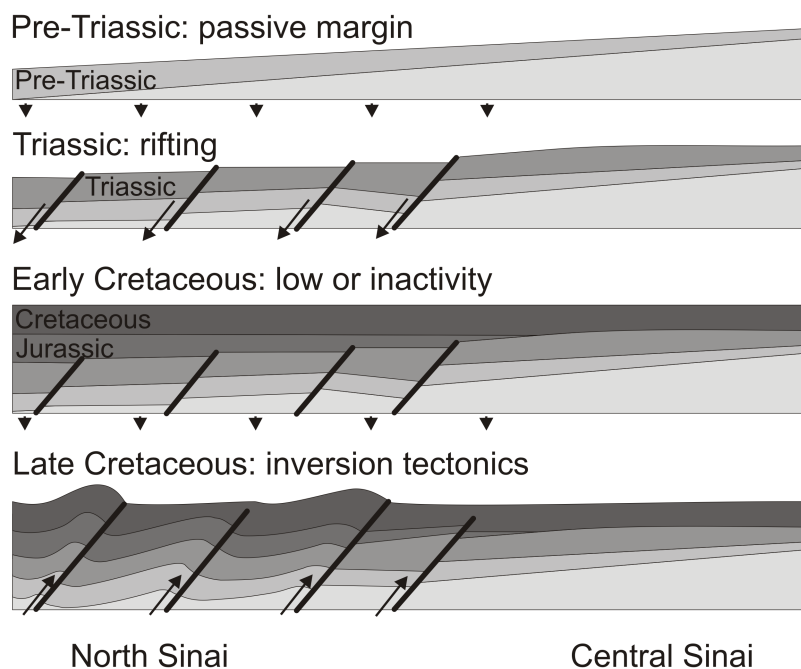 Pre-Triassic: passive margin
Pre-Triassic
Triassic: rifting
Triassic
Early Cretaceous: low or inactivity
Cretaceous
Jurassic
Late Cretaceous: inversion tectonics
North Sinai
Central Sinai